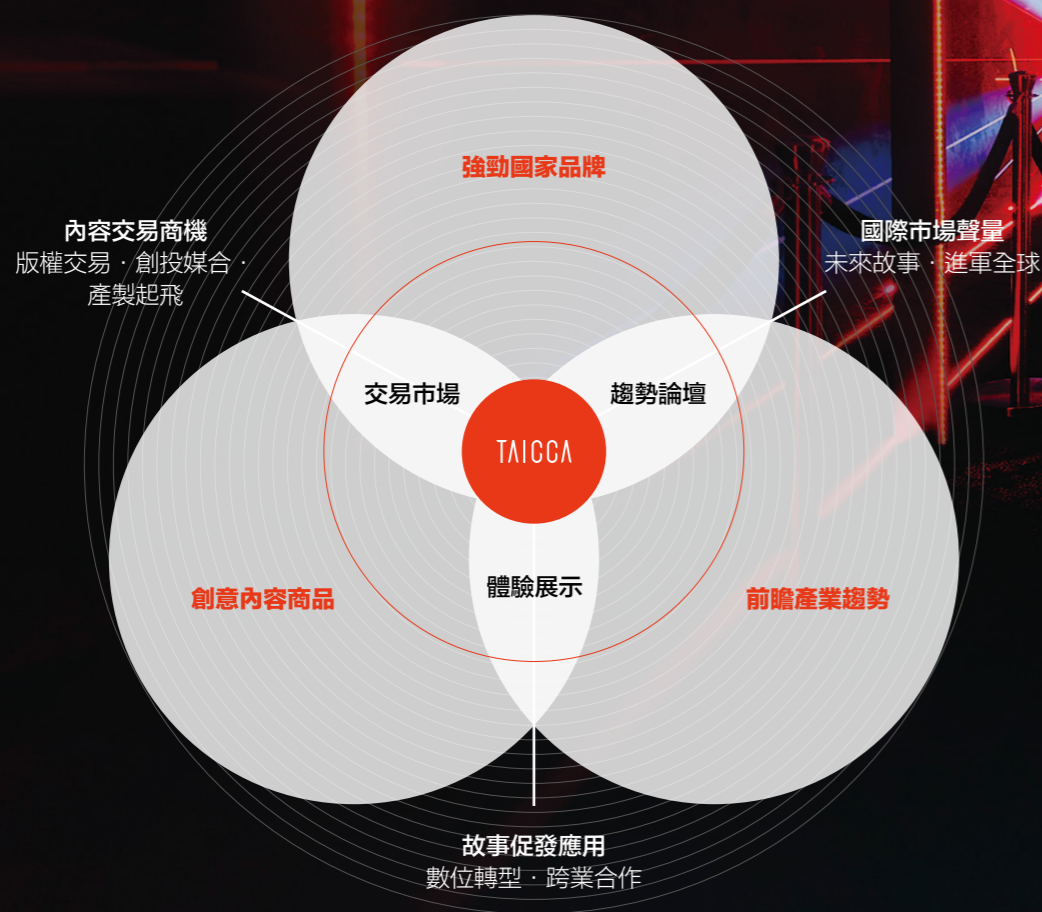 強勁國家品牌
內容交易商機
版權交易．創投媒合．
產製起飛
國際市場聲量
未來故事．進軍全球
交易市場
趨勢論壇
TAICCA
體驗展示
創意內容商品
前瞻產業趨勢
故事促發應用
數位轉型．跨業合作